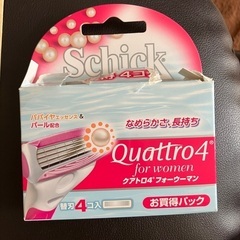 Schick
パパイヤエッセンス&
パール配合
なめらかさ、長持ち
Quattro4
for women
クアトロ4フォーウーマン
替刃4コ入
お買得パック